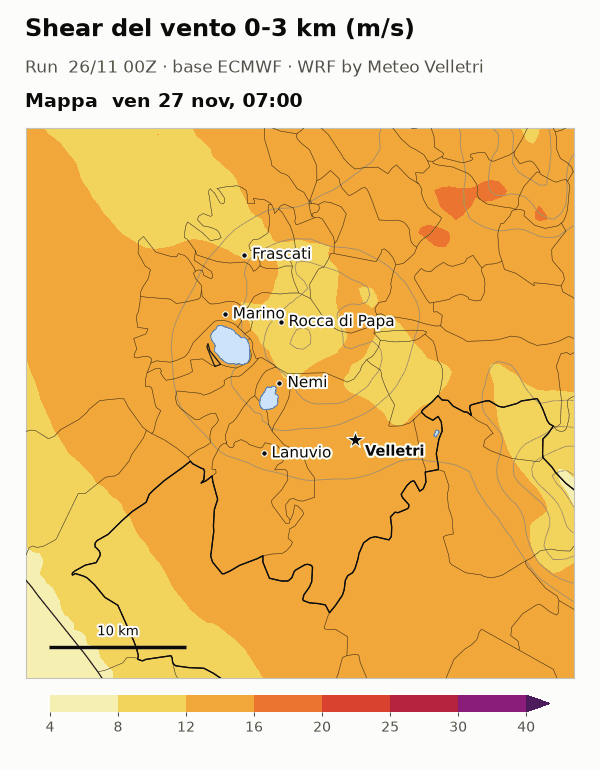 Shear del vento 0-3 km (m/s)
Run  26/11 00Z · base ECMWF · WRF by Meteo Velletri
Mappa  ven 27 nov, 07:00
Frascati
Marino
Rocca di Papa
Nemi
Velletri
Lanuvio
10 km
4 8 12 16 20 25 30 40